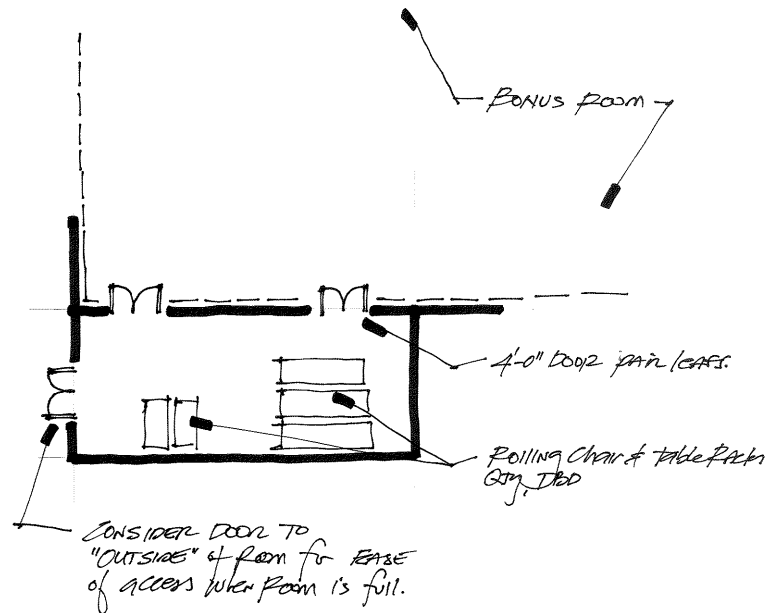 BONUS ROOM
4'-0" DOOR PAIR LEAFS.
Rolling Chair & Table Racks
Qty, TBD
CONSIDER DOOR TO
"OUTSIDE" of Room for EASE
of access when Room is full.